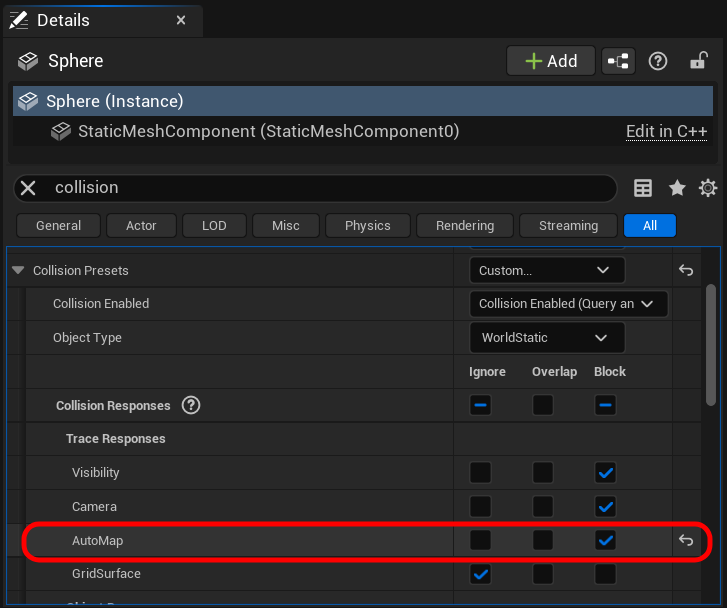 Details
Sphere
Add
Sphere (Instance)
StaticMeshComponent (StaticMeshComponent0)
Edit in C++
collision
General Actor LOD Misc Physics Rendering Streaming All
Collision Presets Custom...
Collision Enabled Collision Enabled (Query an
Object Type WorldStatic
Ignore Overlap Block
Collision Responses ?
Trace Responses
Visibility
Camera
AutoMap
GridSurface